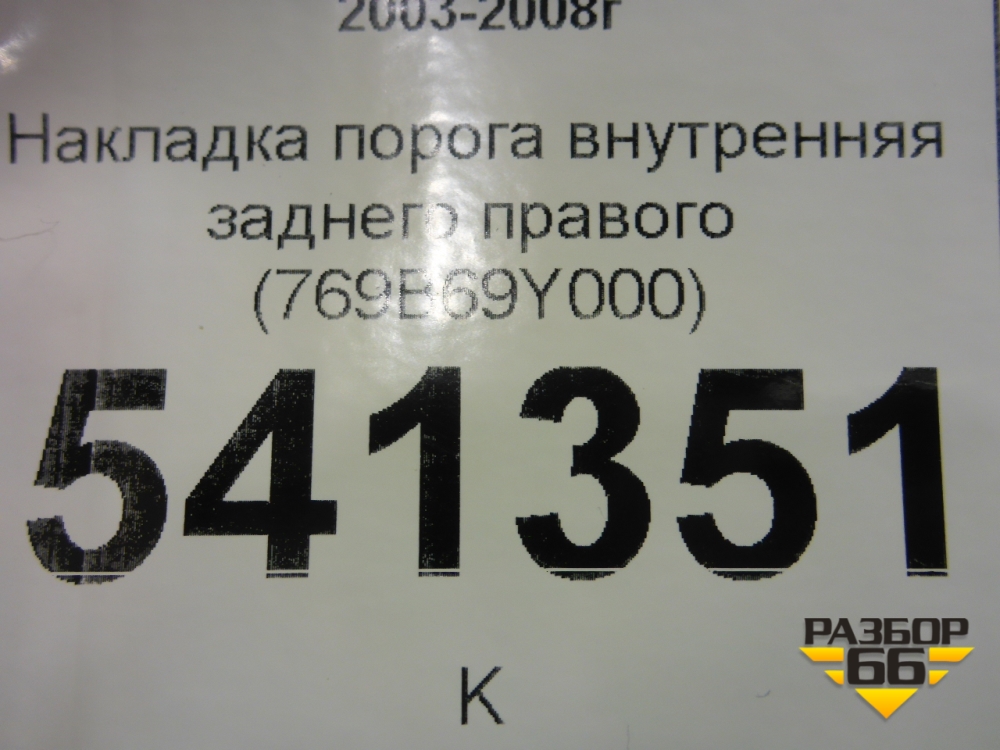 2003-2008г
Накладка порога внутренняя
заднего правого
(769B69Y000)
541351
К
РАЗБОР
66